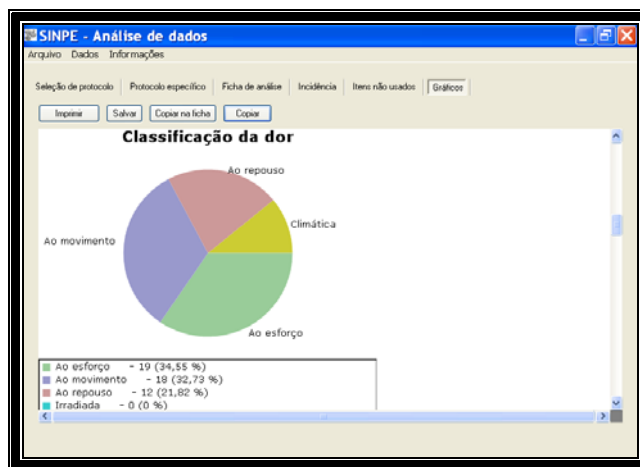 SINPE - Análise de dados
Arquivo Dados Informações
Seleção de protocolo Protocolo específico Ficha de análise Incidência Itens não usados Gráficos
Imprimir Salvar Copiar na ficha Copiar
Classificação da dor
Ao repouso
Climática
Ao movimento
Ao esforço
Ao esforço - 19 (34,55 %)
Ao movimento - 18 (32,73 %)
Ao repouso - 12 (21,82 %)
Irradiada - 0 (0 %)